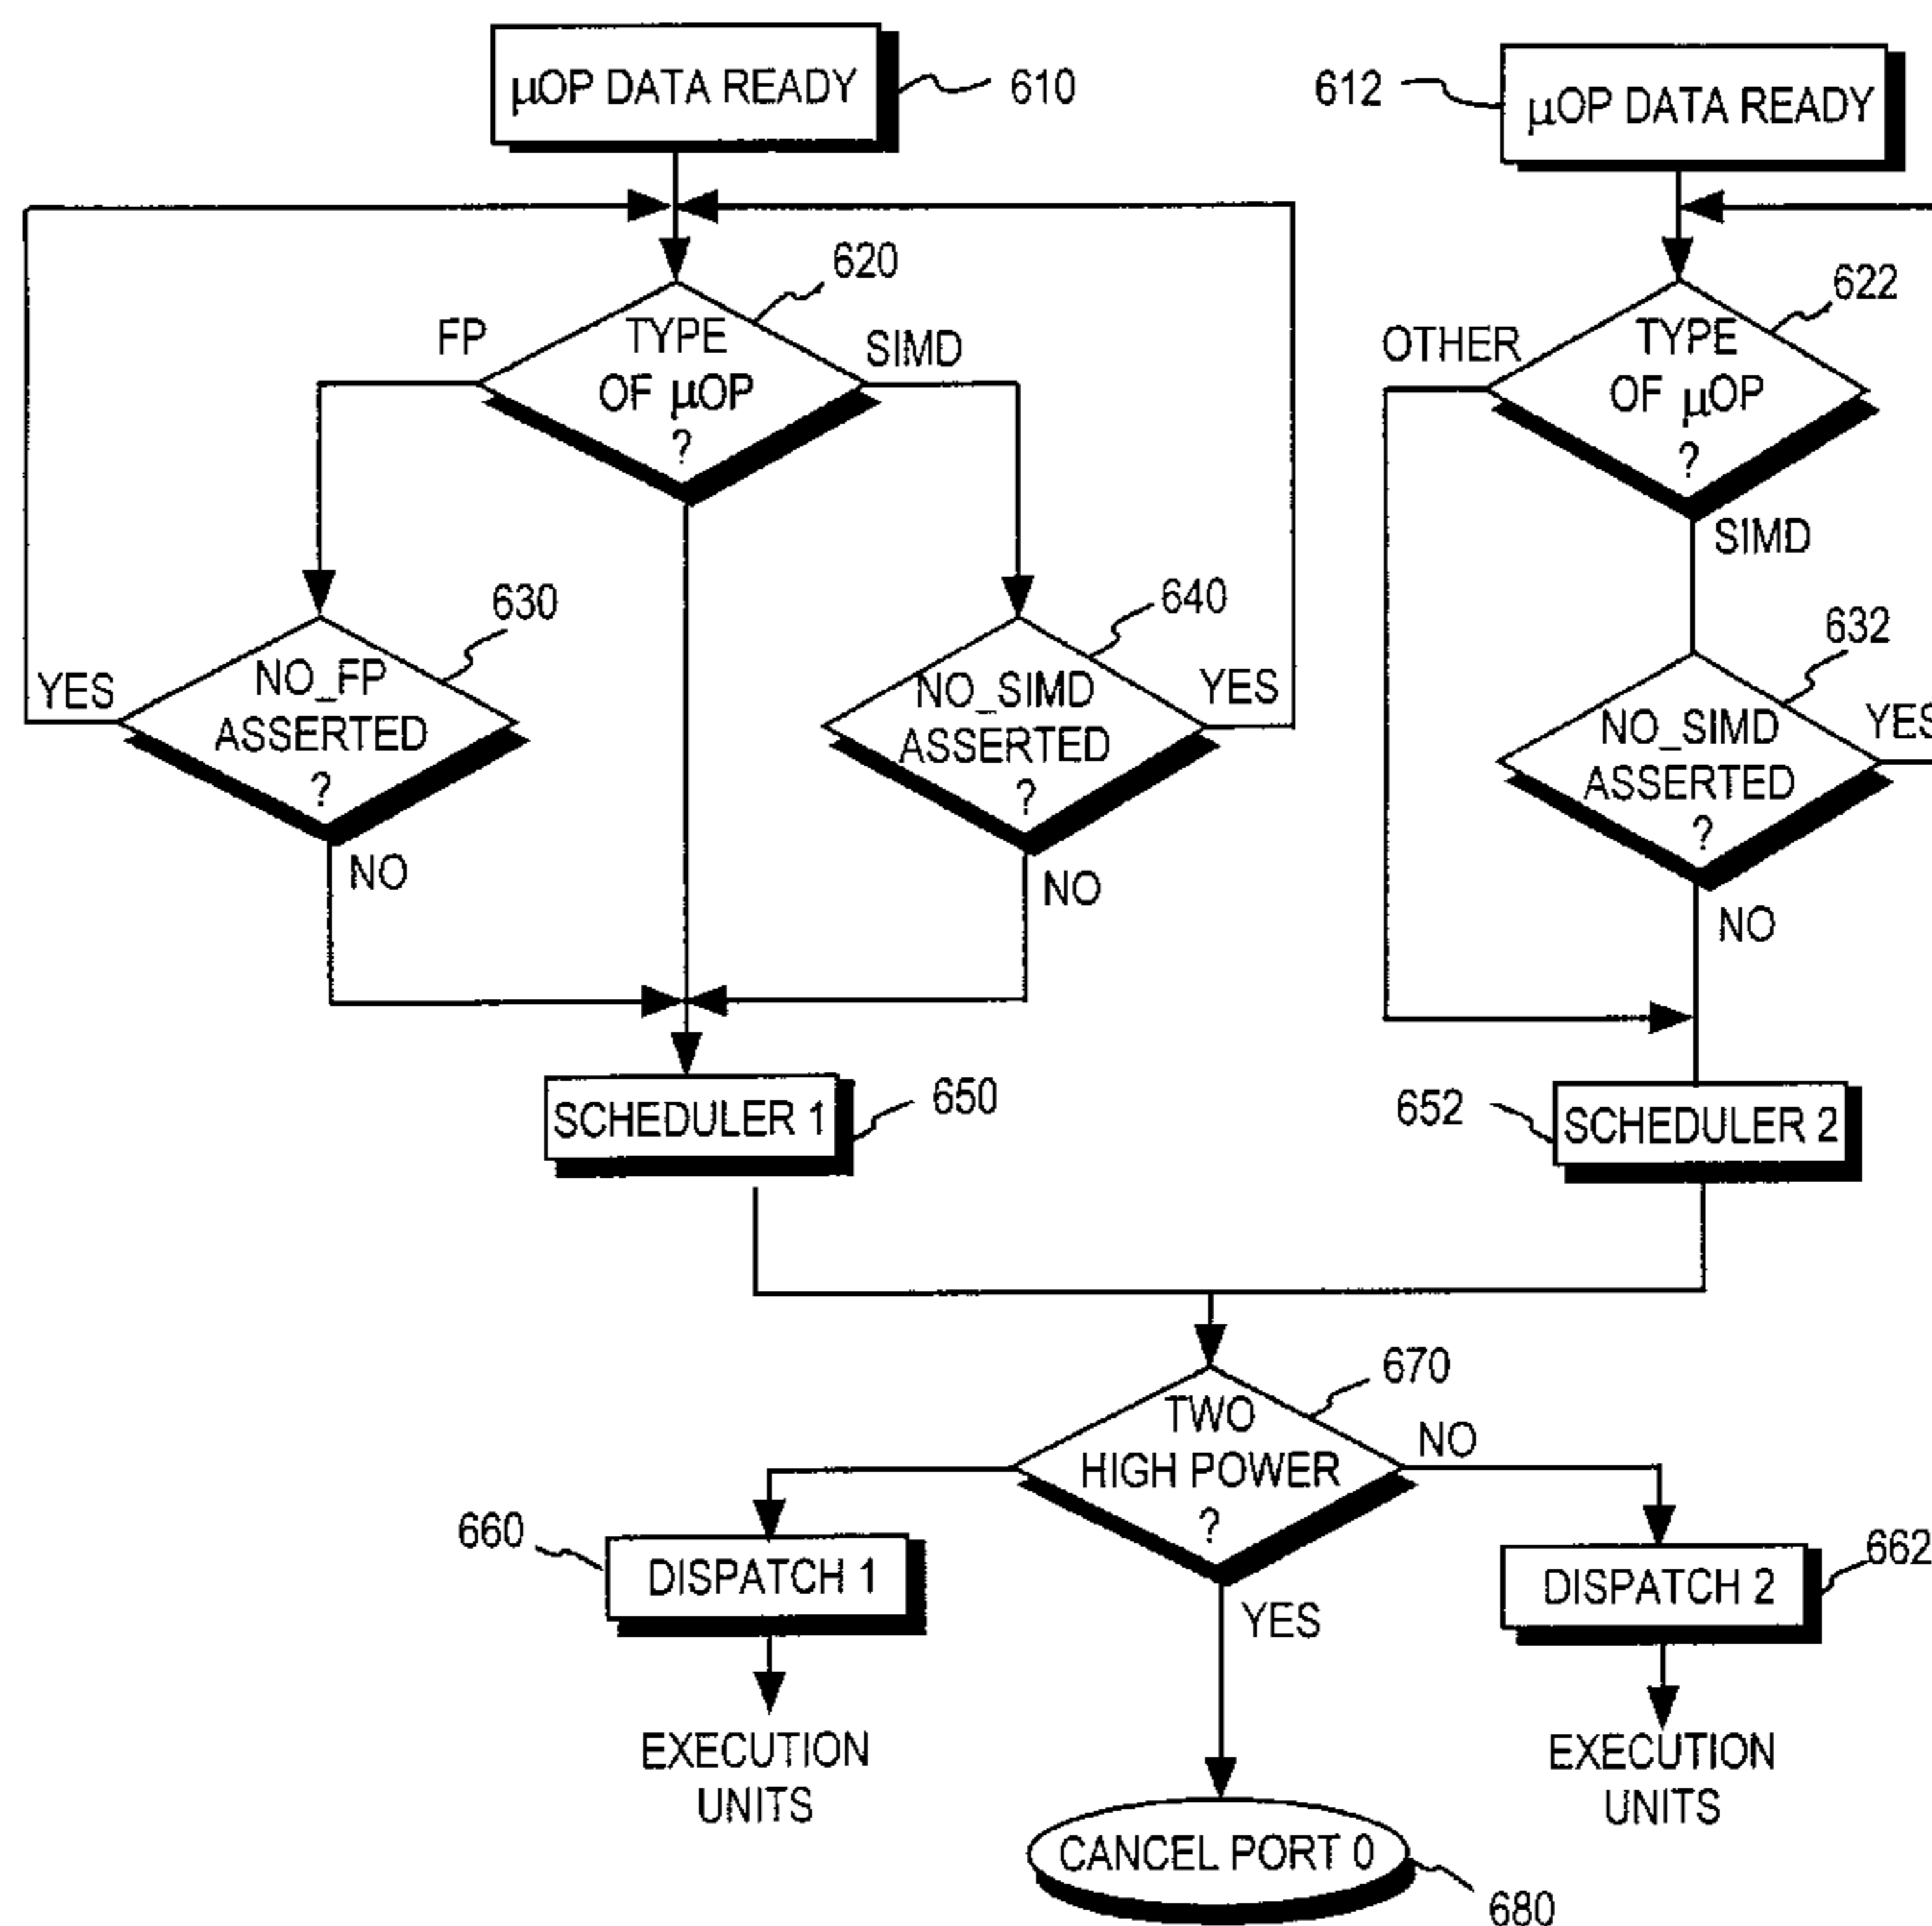 μOP DATA READY
610
612
μOP DATA READY
620
FP
TYPE
OF μOP
?
SIMD
622
OTHER
TYPE
OF μOP
?
SIMD
630
YES
NO_FP
ASSERTED
?
NO
640
NO_SIMD
ASSERTED
?
YES
NO
632
NO_SIMD
ASSERTED
?
YES
NO
SCHEDULER 1
650
652
SCHEDULER 2
670
TWO
HIGH POWER
?
NO
YES
660
DISPATCH 1
662
DISPATCH 2
EXECUTION
UNITS
EXECUTION
UNITS
CANCEL PORT 0
680